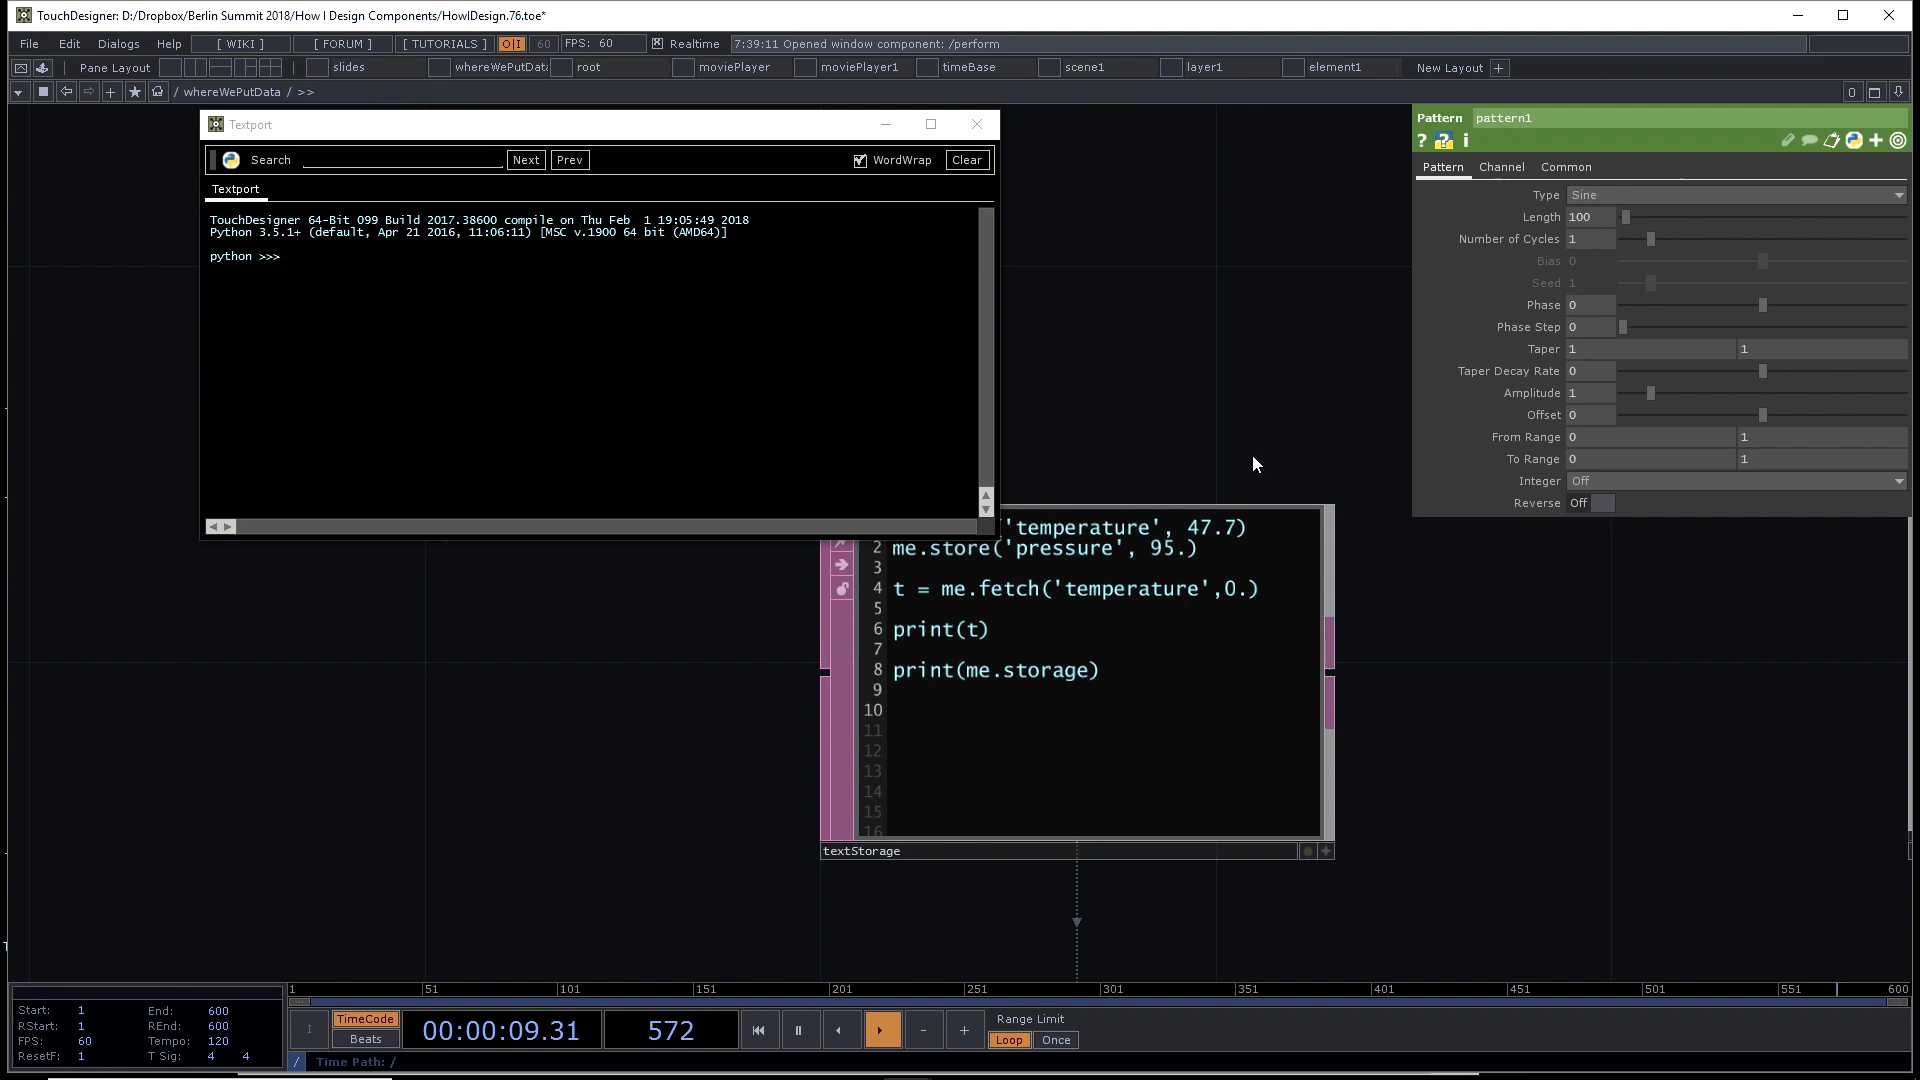 TouchDesigner: D:/Dropbox/Berlin Summit 2018/How I Design Components/HowIDesign.76.toe*
File Edit Dialogs Help [ WIKI ] [ FORUM ] [ TUTORIALS ] O|I 60 FPS: 60 Realtime 7:39:11 Opened window component: /perform
Pane Layout slides whereWePutData root moviePlayer moviePlayer1 timeBase scene1 layer1 element1 New Layout +
/ whereWePutData / >> 0
Textport
Search Next Prev WordWrap Clear
Textport
TouchDesigner 64-Bit 099 Build 2017.38600 compile on Thu Feb 1 19:05:49 2018
Python 3.5.1+ (default, Apr 21 2016, 11:06:11) [MSC v.1900 64 bit (AMD64)]
python >>>
Pattern pattern1
? ? i
Pattern Channel Common
Type Sine
Length 100
Number of Cycles 1
Bias 0
Seed 1
Phase 0
Phase Step 0
Taper 1 1
Taper Decay Rate 0
Amplitude 1
Offset 0
From Range 0 1
To Range 0 1
Integer Off
Reverse Off
('temperature', 47.7)
2 me.store('pressure', 95.)
3
4 t = me.fetch('temperature',0.)
5
6 print(t)
7
8 print(me.storage)
9
10
11
12
13
14
15
16
textStorage
1 51 101 151 201 251 301 351 401 451 501 551 600
Start: 1 End: 600
RStart: 1 REnd: 600
FPS: 60 Tempo: 120
ResetF: 1 T Sig: 4 4
TimeCode
Beats
00:00:09.31 572
Range Limit
Loop Once
/ Time Path: /